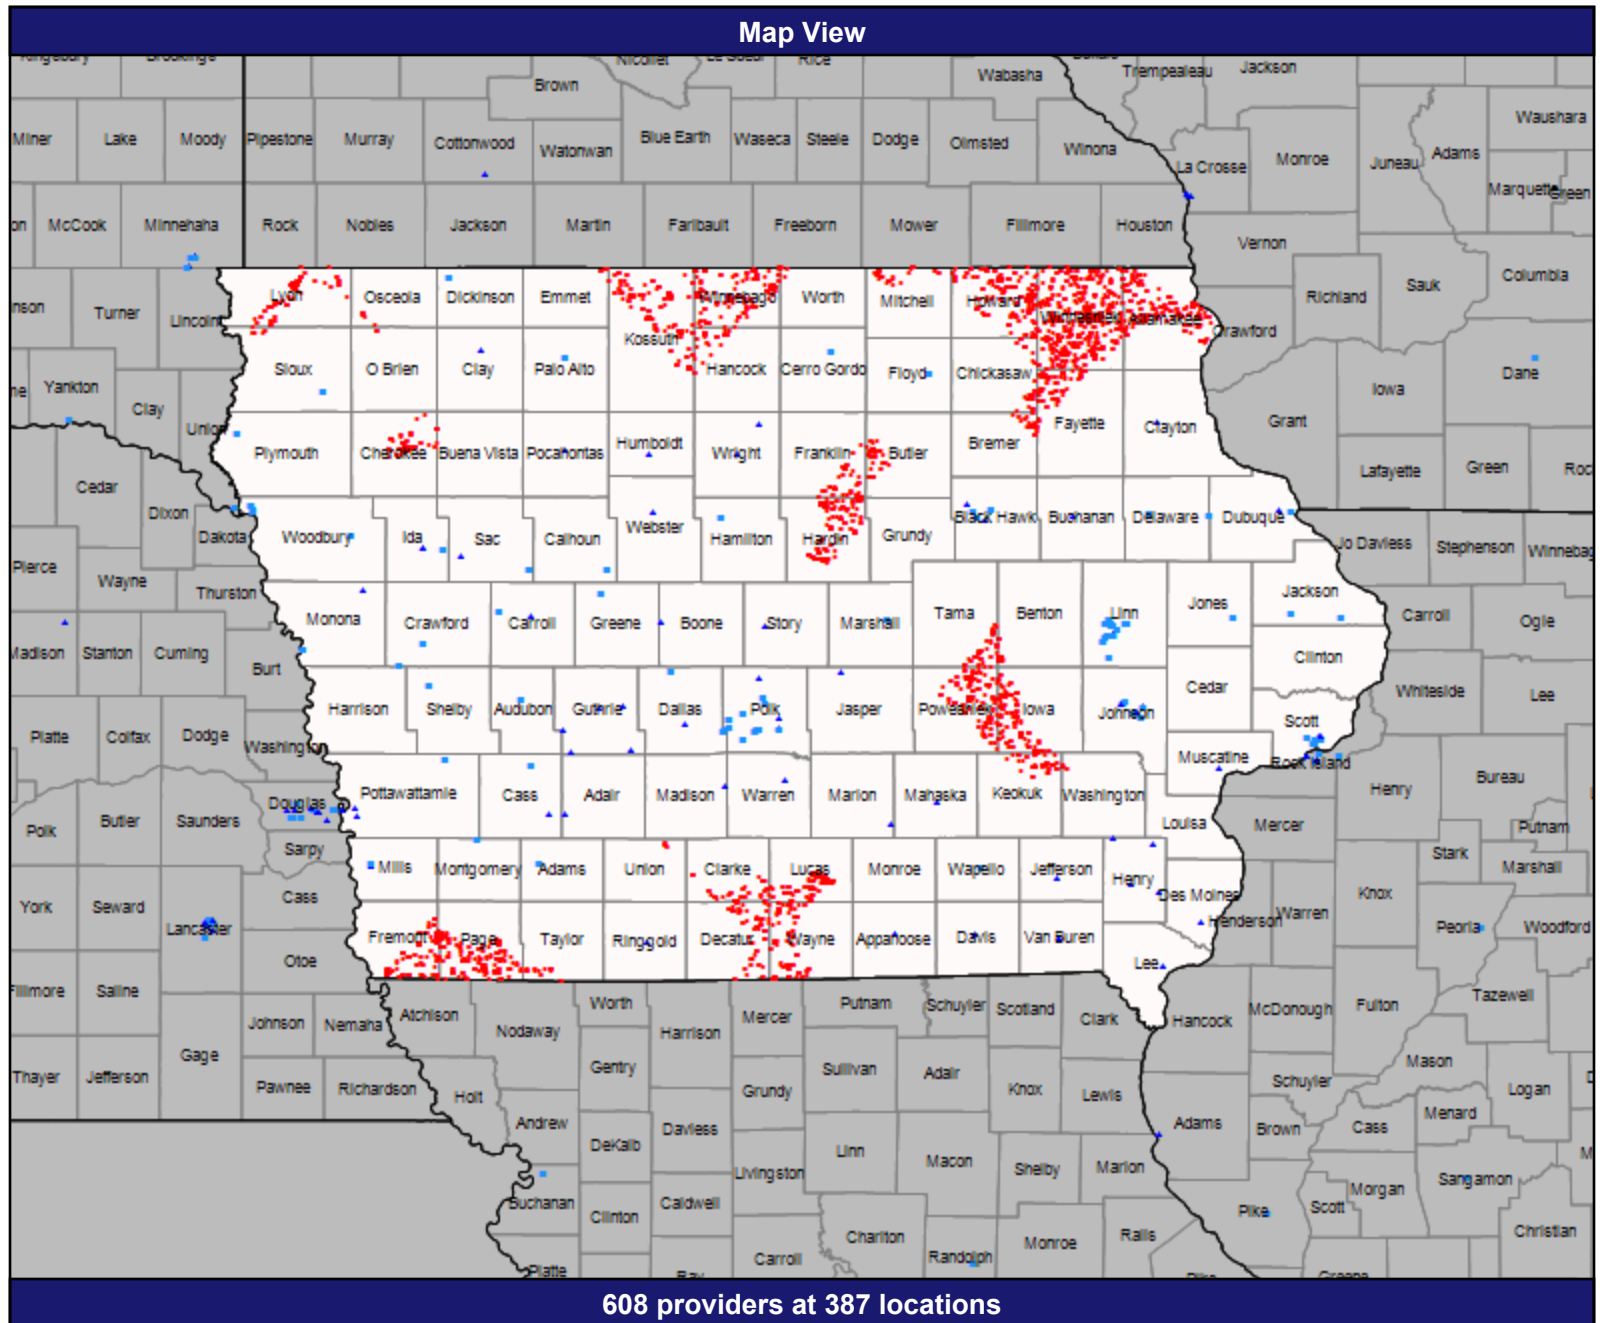 Map View
Kingsbury Brookings Nicollet Le Sueur Rice Trempealeau Jackson
Brown Wabasha
Waushara
Miner Lake Moody Pipestone Murray Cottonwood Watonwan Blue Earth Waseca Steele Dodge Olmsted Winona La Crosse Monroe Juneau Adams
Marquette Green
McCook Minnehaha Rock Nobles Jackson Martin Faribault Freeborn Mower Fillmore Houston Vernon
Turner Lincoln Lyon Osceola Dickinson Emmet Winnebago Worth Mitchell Howard Winneshiek Allamakee Crawford Richland Sauk Columbia
Kossuth
Yankton Clay Union Sioux O Brien Clay Palo Alto Hancock Cerro Gordo Floyd Chickasaw Iowa Dane
Fayette Clayton Grant
Plymouth Cherokee Buena Vista Pocahontas Humboldt Wright Franklin Butler Bremer Lafayette Green
Cedar Dixon Dakota Woodbury Ida Sac Calhoun Webster Hamilton Hardin Grundy Black Hawk Buchanan Delaware Dubuque Jo Daviess Stephenson
Pierce Wayne Thurston
Monona Crawford Carroll Greene Boone Story Marshall Tama Benton Linn Jones Jackson Carroll Ogle
Madison Stanton Cuming Burt Clinton
Harrison Shelby Audubon Guthrie Dallas Polk Jasper Poweshiek Iowa Johnson Cedar Whiteside Lee
Platte Colfax Dodge Washington Scott
Muscatine Rock Island Henry Bureau
Polk Butler Saunders Douglas Pottawattamie Cass Adair Madison Warren Marion Mahaska Keokuk Washington Louisa Mercer Putnam
Sarpy Stark Marshall
Mills Montgomery Adams Union Clarke Lucas Monroe Wapello Jefferson Henry Des Moines Knox
York Seward Lancaster Cass Henderson Warren Peoria Woodford
Fremont Page Taylor Ringgold Decatur Wayne Appanoose Davis Van Buren Lee
Otoe
Fillmore Saline Atchison Worth Mercer Putnam Schuyler Scotland Clark Hancock McDonough Fulton Tazewell
Johnson Nemaha Nodaway Harrison
Thayer Jefferson Gage Pawnee Richardson Holt Gentry Grundy Sullivan Adair Knox Lewis Schuyler Mason Logan
Andrew DeKalb Daviess Linn Macon Shelby Marion Adams Brown Cass Menard
Buchanan Clinton Caldwell Livingston Pike Scott Morgan Sangamon
Platte Ray Carroll Chariton Randolph Monroe Ralls Greene Christian
608 providers at 387 locations